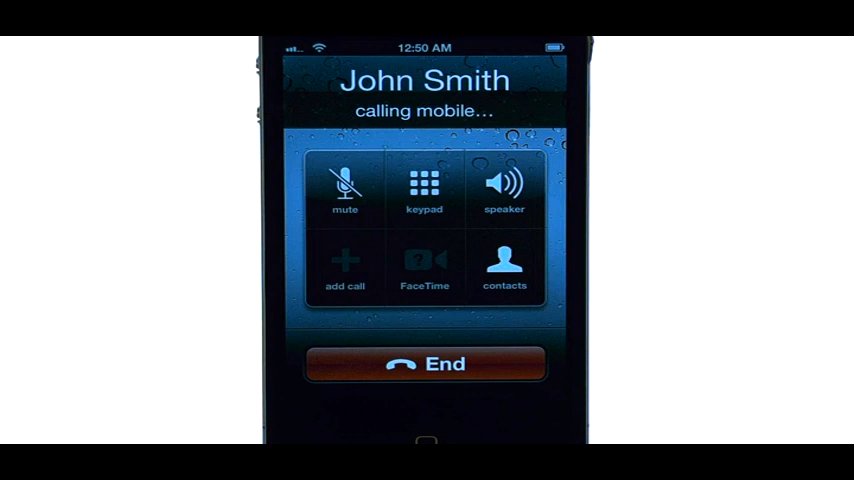 12:50 AM
John Smith
calling mobile...
mute keypad speaker
?
add call FaceTime contacts
End